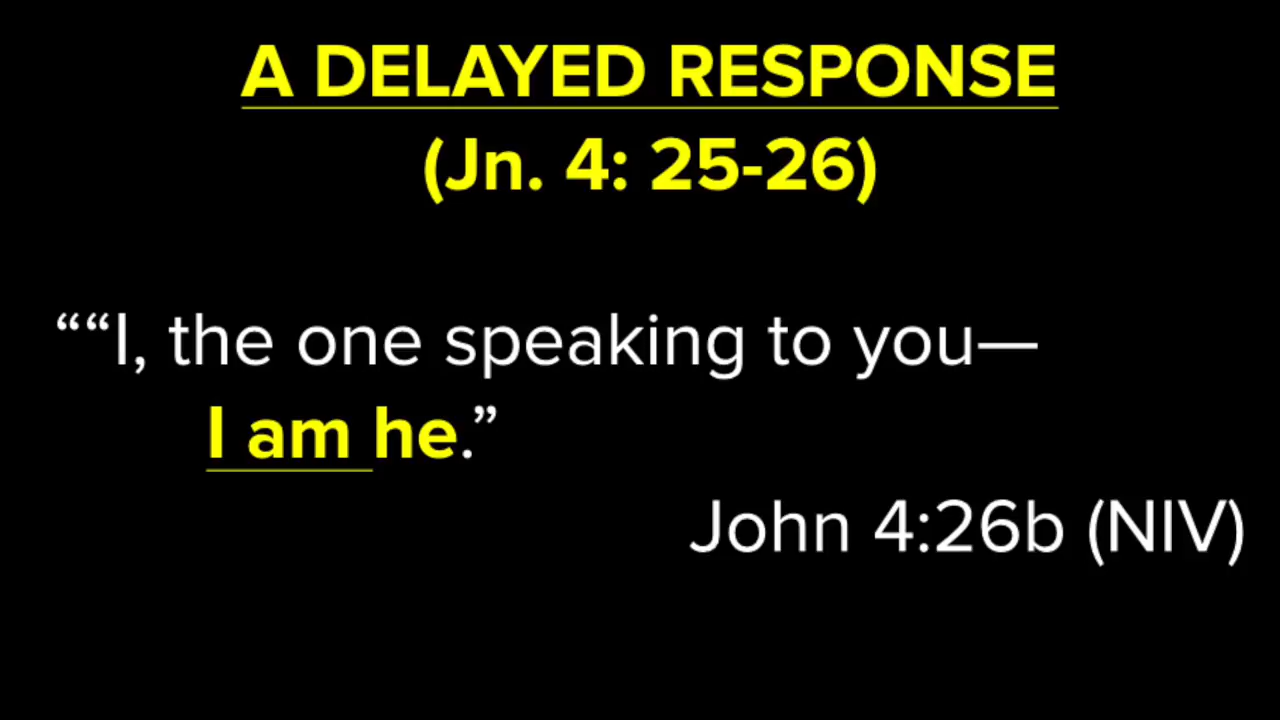 A DELAYED RESPONSE
(Jn. 4: 25-26)
““I, the one speaking to you—
I am he.”
John 4:26b (NIV)